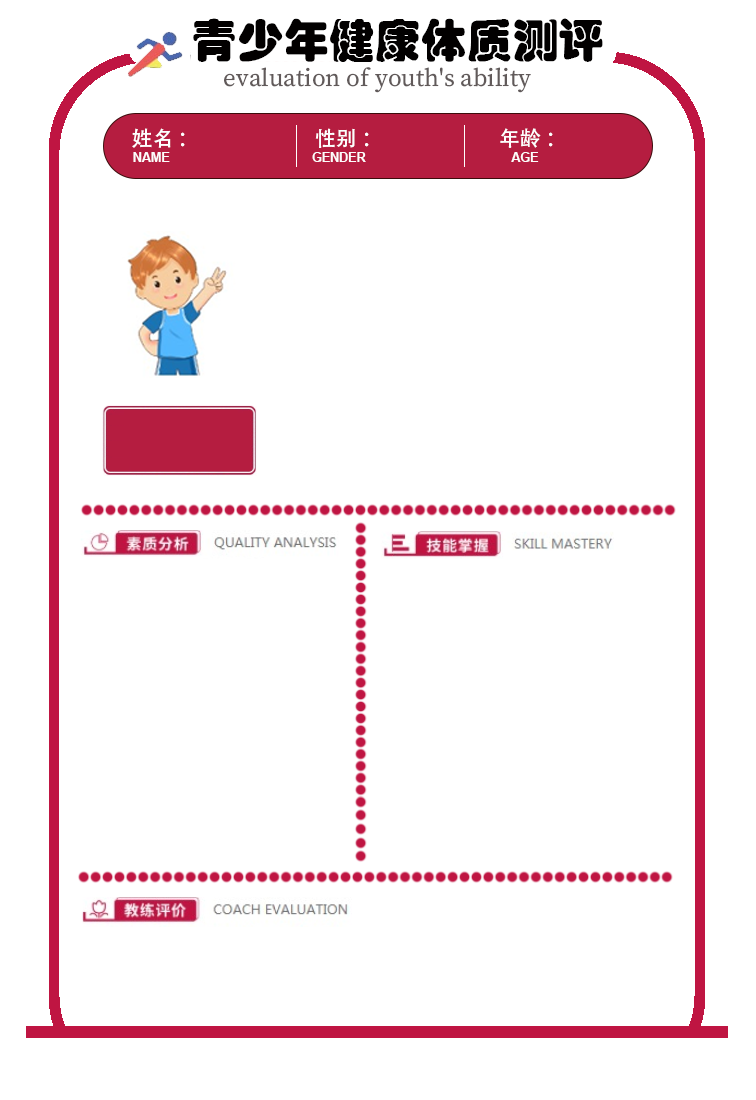 青少年健康体质测评
evaluation of youth's ability
姓名： 性别： 年龄：
NAME GENDER AGE
素质分析 QUALITY ANALYSIS
技能掌握 SKILL MASTERY
教练评价 COACH EVALUATION